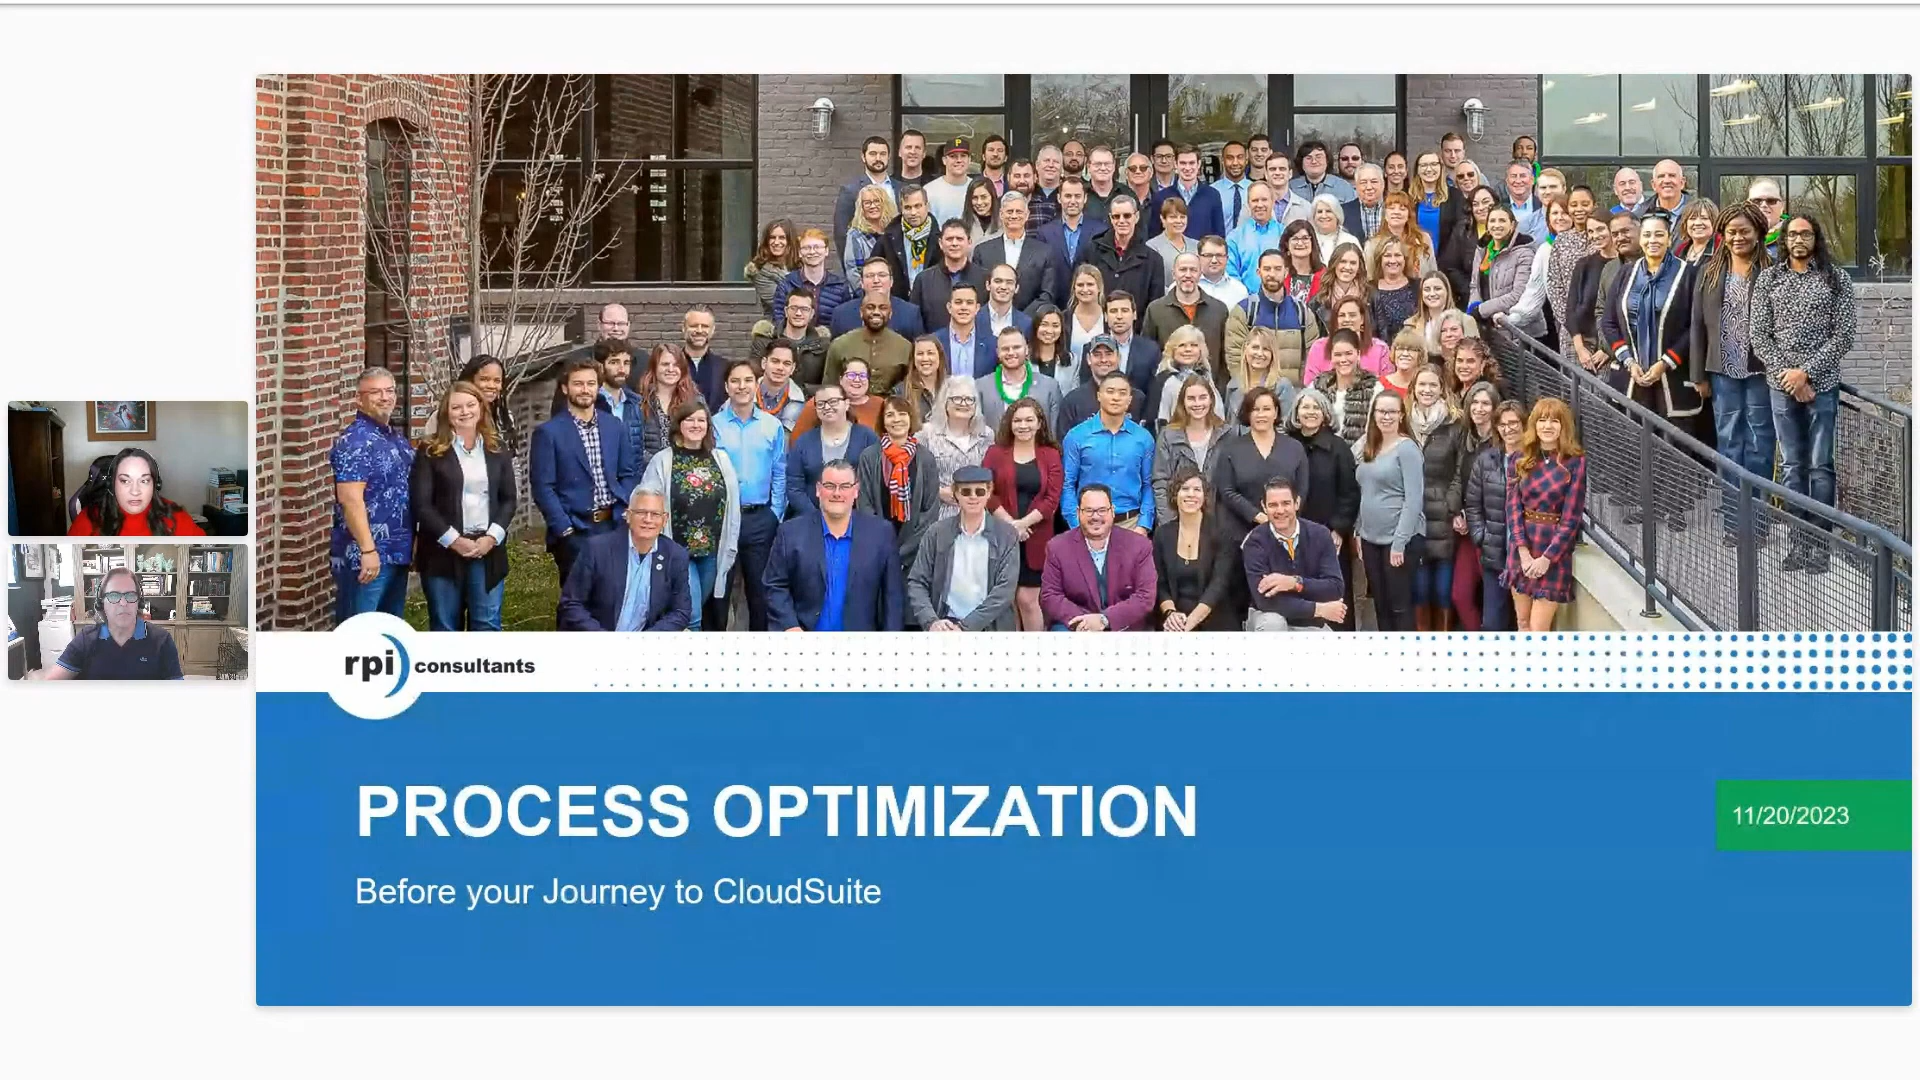 rpi consultants
PROCESS OPTIMIZATION
11/20/2023
Before your Journey to CloudSuite